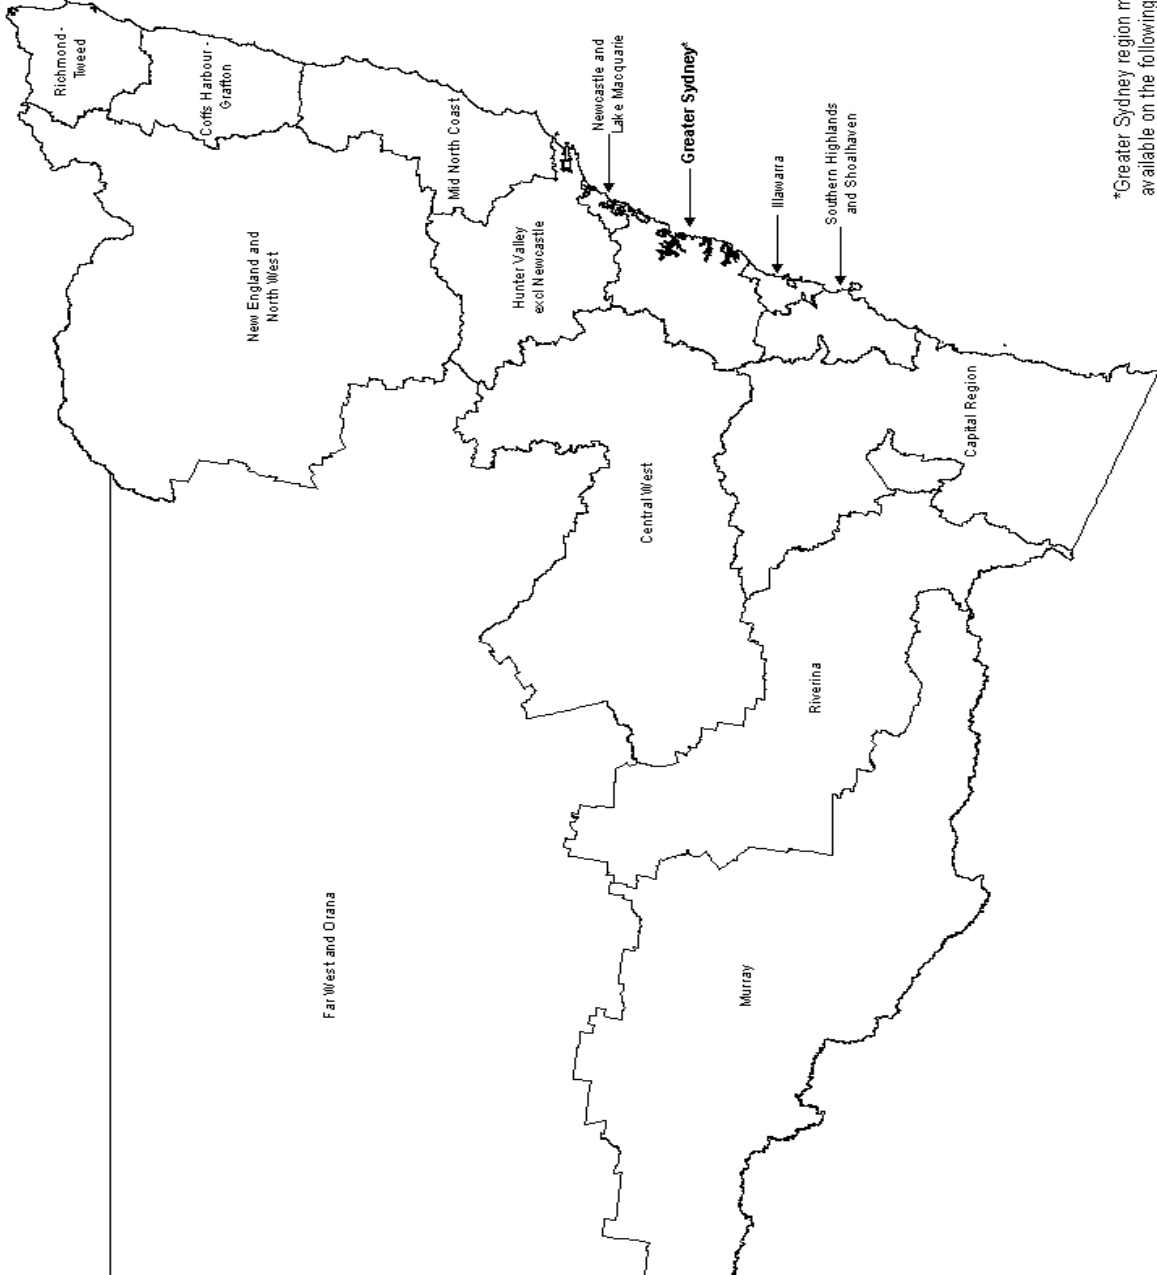 Richmond -
Tweed
Coffs Harbour -
Grafton
New England and
North West
Mid North Coast
Newcastle and
Lake Macquarie
Hunter Valley
excl Newcastle
Greater Sydney*
Illawarra
Southern Highlands
and Shoalhaven
Far West and Orana
Central West
Capital Region
Riverina
Murray
*Greater Sydney region m
available on the following